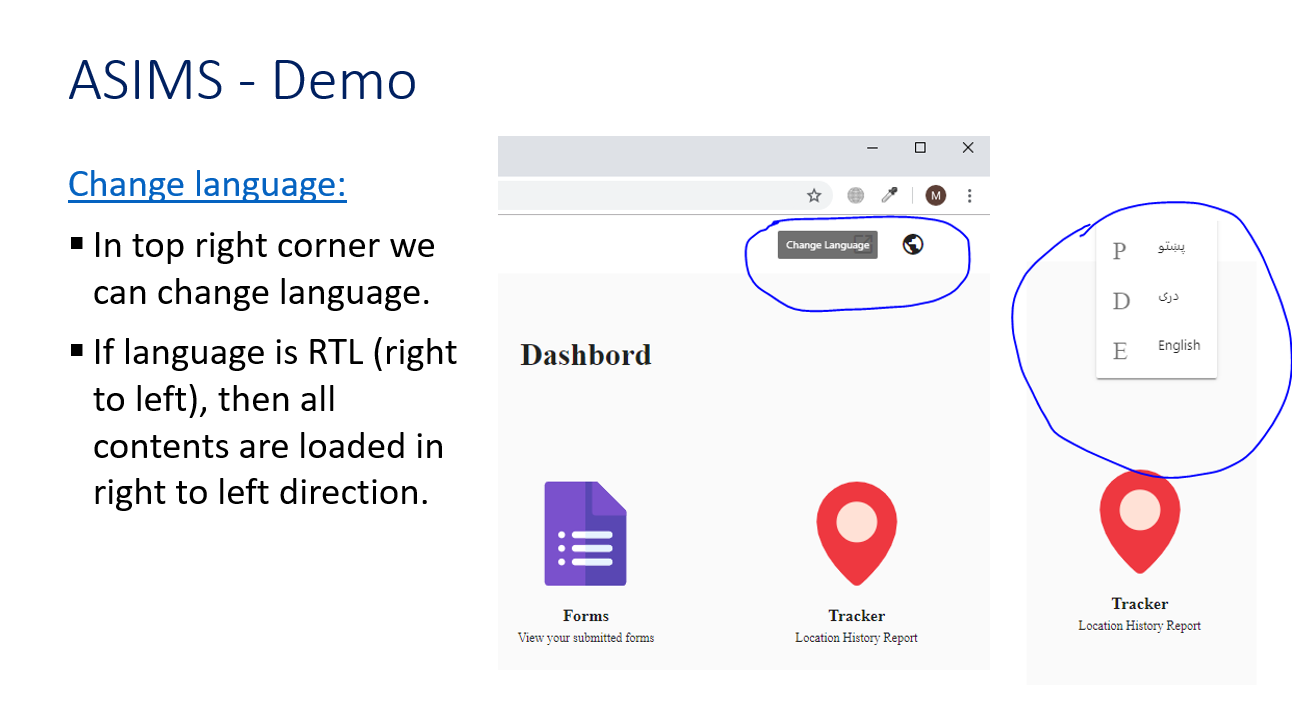 ASIMS - Demo
Change language:
▪ In top right corner we
can change language.
▪ If language is RTL (right
to left), then all
contents are loaded in
right to left direction.
M
Change Language
Dashbord
Forms
View your submitted forms
Tracker
Location History Report
P پښتو
D دری
E English
Tracker
Location History Report